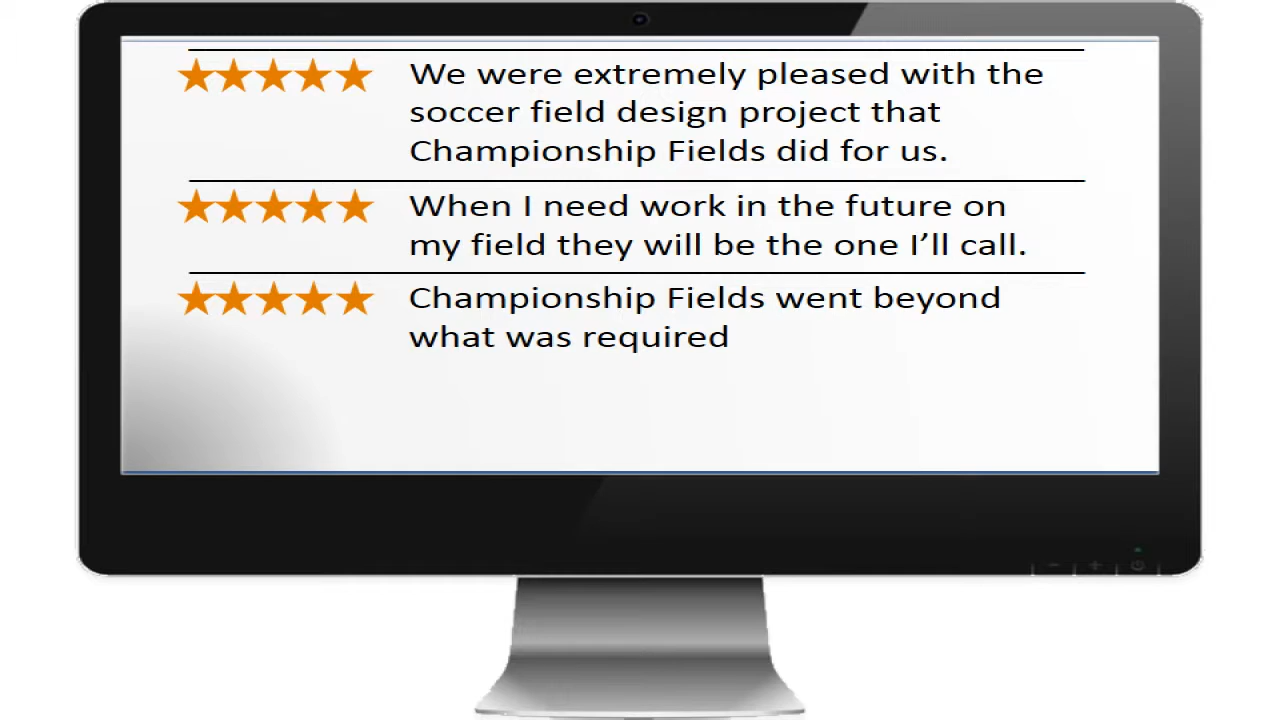 We were extremely pleased with the
soccer field design project that
Championship Fields did for us.
When I need work in the future on
my field they will be the one I’ll call.
Championship Fields went beyond
what was required